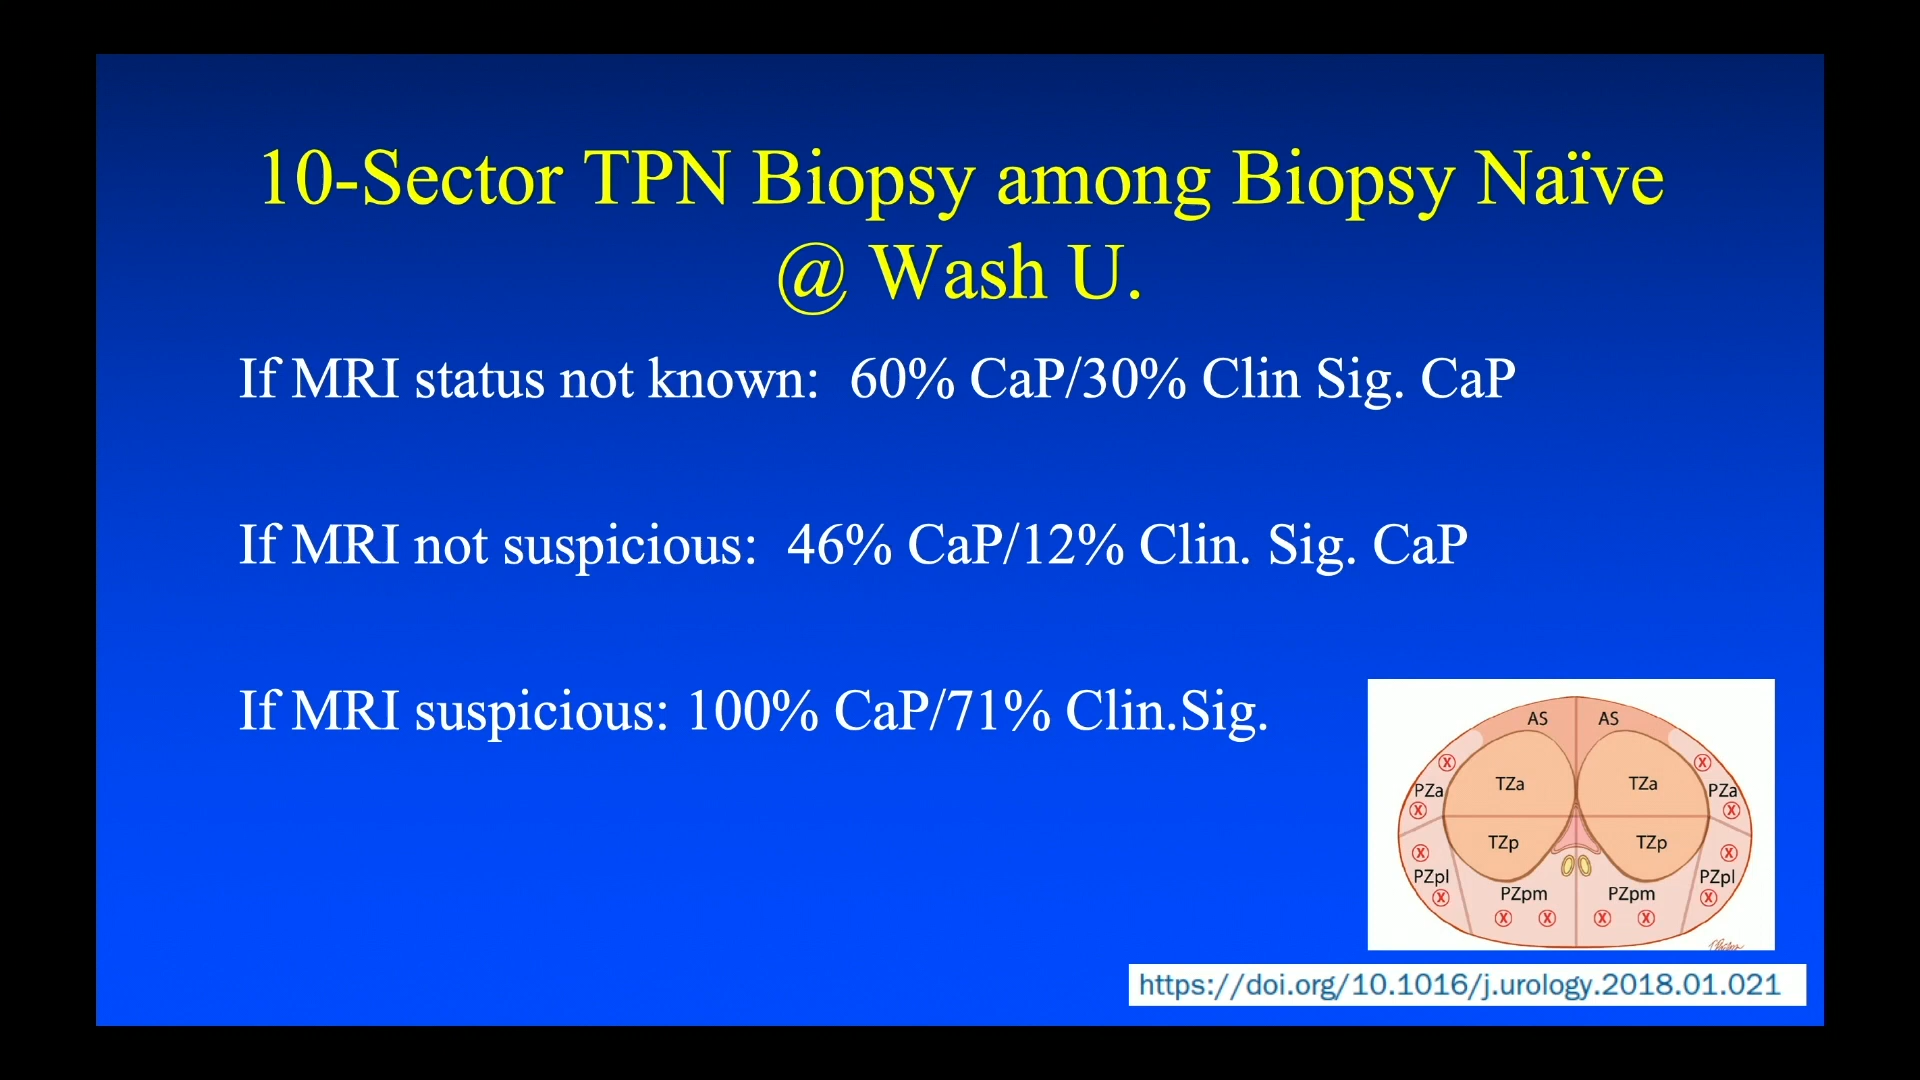 10-Sector TPN Biopsy among Biopsy Naïve
@ Wash U.
If MRI status not known:  60% CaP/30% Clin Sig. CaP
If MRI not suspicious:  46% CaP/12% Clin. Sig. CaP
If MRI suspicious: 100% CaP/71% Clin.Sig.
AS AS
X X
TZa TZa
PZa PZa
X X
TZp TZp
X X
PZpl PZpl
PZpm PZpm
X X
X X X X
https://doi.org/10.1016/j.urology.2018.01.021